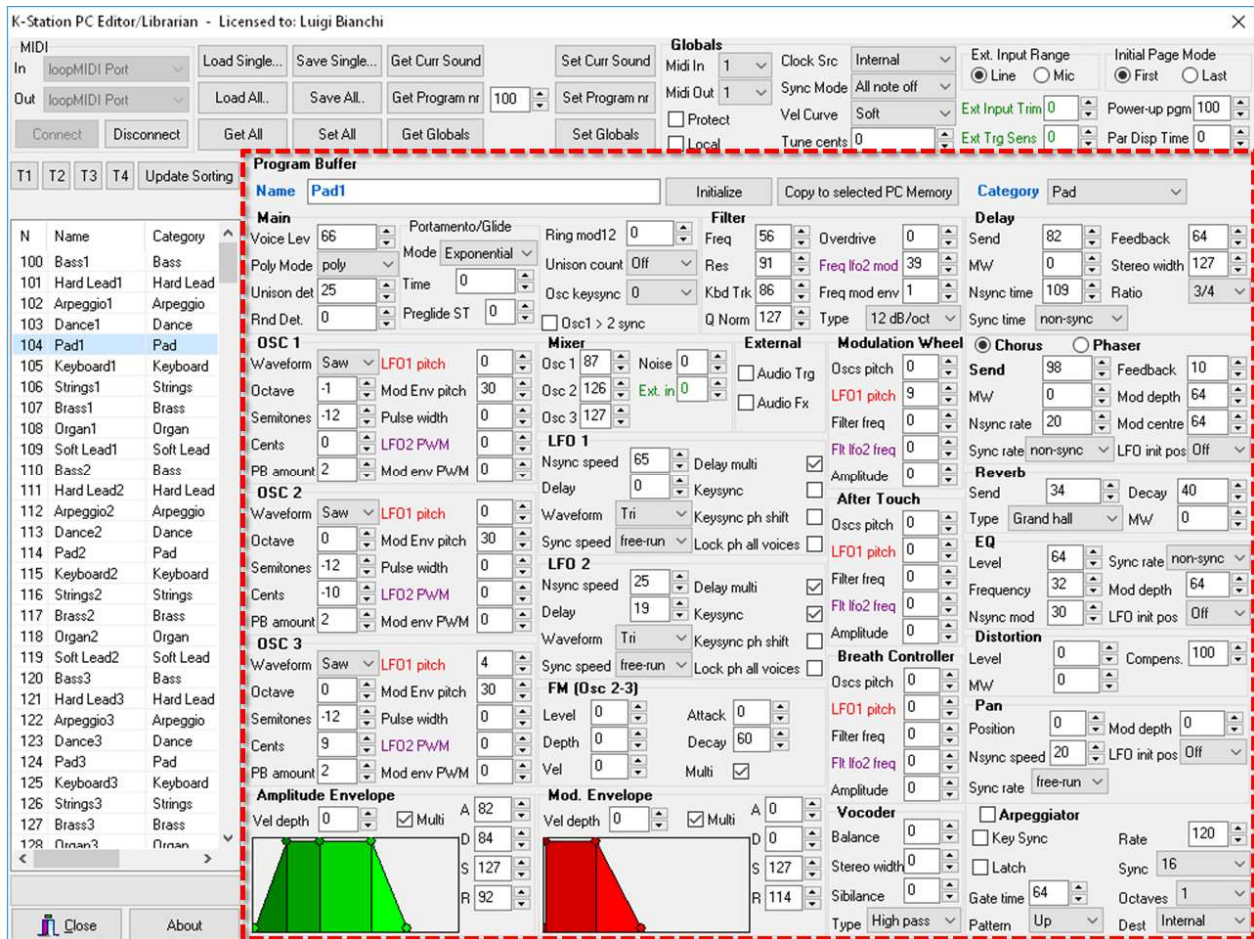 K-Station PC Editor/Librarian - Licensed to: Luigi Bianchi
MIDI
In loopMIDI Port
Out loopMIDI Port
Connect Disconnect
Load Single... Save Single... Get Curr Sound Set Curr Sound
Load All.. Save All.. Get Program nr 100 Set Program nr
Get All Set All Get Globals Set Globals
Globals
Midi In 1 Clock Src Internal
Midi Out 1 Sync Mode All note off
Protect Vel Curve Soft
Local Tune cents 0
Ext. Input Range
Line Mic
Ext Input Trim 0
Ext Trg Sens 0
Initial Page Mode
First Last
Power-up pgm 100
Par Disp Time 0
T1 T2 T3 T4 Update Sorting
N Name Category
100 Bass1 Bass
101 Hard Lead1 Hard Lead
102 Arpeggio1 Arpeggio
103 Dance1 Dance
104 Pad1 Pad
105 Keyboard1 Keyboard
106 Strings1 Strings
107 Brass1 Brass
108 Organ1 Organ
109 Soft Lead1 Soft Lead
110 Bass2 Bass
111 Hard Lead2 Hard Lead
112 Arpeggio2 Arpeggio
113 Dance2 Dance
114 Pad2 Pad
115 Keyboard2 Keyboard
116 Strings2 Strings
117 Brass2 Brass
118 Organ2 Organ
119 Soft Lead2 Soft Lead
120 Bass3 Bass
121 Hard Lead3 Hard Lead
122 Arpeggio3 Arpeggio
123 Dance3 Dance
124 Pad3 Pad
125 Keyboard3 Keyboard
126 Strings3 Strings
127 Brass3 Brass
128 Organ3 Organ
Close About
Program Buffer
Name Pad1 Initialize Copy to selected PC Memory Category Pad
Main
Voice Lev 66
Poly Mode poly
Unison det 25
Rnd Det. 0
Portamento/Glide
Mode Exponential
Time 0
Preglide ST 0
Ring mod12 0
Unison count Off
Osc keysync 0
Osc1 > 2 sync
Filter
Freq 56 Overdrive 0
Res 91 Freq lfo2 mod 39
Kbd Trk 86 Freq mod env 1
Q Norm 127 Type 12 dB/oct
Delay
Send 82 Feedback 64
MW 0 Stereo width 127
Nsync time 109 Ratio 3/4
Sync time non-sync
OSC 1
Waveform Saw LFO1 pitch 0
Octave -1 Mod Env pitch 30
Semitones -12 Pulse width 0
Cents 0 LFO2 PWM 0
PB amount 2 Mod env PWM 0
OSC 2
Waveform Saw LFO1 pitch 0
Octave 0 Mod Env pitch 30
Semitones -12 Pulse width 0
Cents -10 LFO2 PWM 0
PB amount 2 Mod env PWM 0
OSC 3
Waveform Saw LFO1 pitch 4
Octave 0 Mod Env pitch 30
Semitones -12 Pulse width 0
Cents 9 LFO2 PWM 0
PB amount 2 Mod env PWM 0
Mixer
Osc 1 87 Noise 0
Osc 2 126 Ext. in 0
Osc 3 127
External
Audio Trg
Audio Fx
LFO 1
Nsync speed 65 Delay multi
Delay 0 Keysync
Waveform Tri Keysync ph shift
Sync speed free-run Lock ph all voices
LFO 2
Nsync speed 25 Delay multi
Delay 19 Keysync
Waveform Tri Keysync ph shift
Sync speed free-run Lock ph all voices
FM (Osc 2-3)
Level 0 Attack 0
Depth 0 Decay 60
Vel 0 Multi
Modulation Wheel
Oscs pitch 0
LFO1 pitch 9
Filter freq 0
Flt lfo2 freq 0
Amplitude 0
After Touch
Oscs pitch 0
LFO1 pitch 0
Filter freq 0
Flt lfo2 freq 0
Amplitude 0
Breath Controller
Oscs pitch 0
LFO1 pitch 0
Filter freq 0
Flt lfo2 freq 0
Amplitude 0
Chorus Phaser
Send 98 Feedback 10
MW 0 Mod depth 64
Nsync rate 20 Mod centre 64
Sync rate non-sync LFO init pos Off
Reverb
Send 34 Decay 40
Type Grand hall MW 0
EQ
Level 64 Sync rate non-sync
Frequency 32 Mod depth 64
Nsync mod 30 LFO init pos Off
Distortion
Level 0 Compens. 100
MW 0
Pan
Position 0 Mod depth 0
Nsync speed 20 LFO init pos Off
Sync rate free-run
Amplitude Envelope
Vel depth 0 Multi
A 82
D 84
S 127
R 92
Mod. Envelope
Vel depth 0 Multi
A 0
D 0
S 127
R 114
Vocoder
Balance 0
Stereo width 0
Sibilance 0
Type High pass
Arpeggiator
Key Sync Rate 120
Latch Sync 16
Gate time 64 Octaves 1
Pattern Up Dest Internal